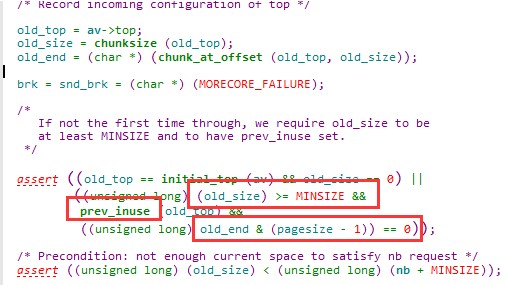 /* Record incoming configuration of top */
old_top = av->top;
old_size = chunksize (old_top);
old_end = (char *) (chunk_at_offset (old_top, old_size));
brk = snd_brk = (char *) (MORECORE_FAILURE);
/*
If not the first time through, we require old_size to be
at least MINSIZE and to have prev_inuse set.
*/
assert ((old_top == initial_top (av) && old_size == 0) ||
((unsigned long) (old_size) >= MINSIZE &&
prev_inuse (old_top) &&
((unsigned long) old_end & (pagesize - 1)) == 0));
/* Precondition: not enough current space to satisfy nb request */
assert ((unsigned long) (old_size) < (unsigned long) (nb + MINSIZE));